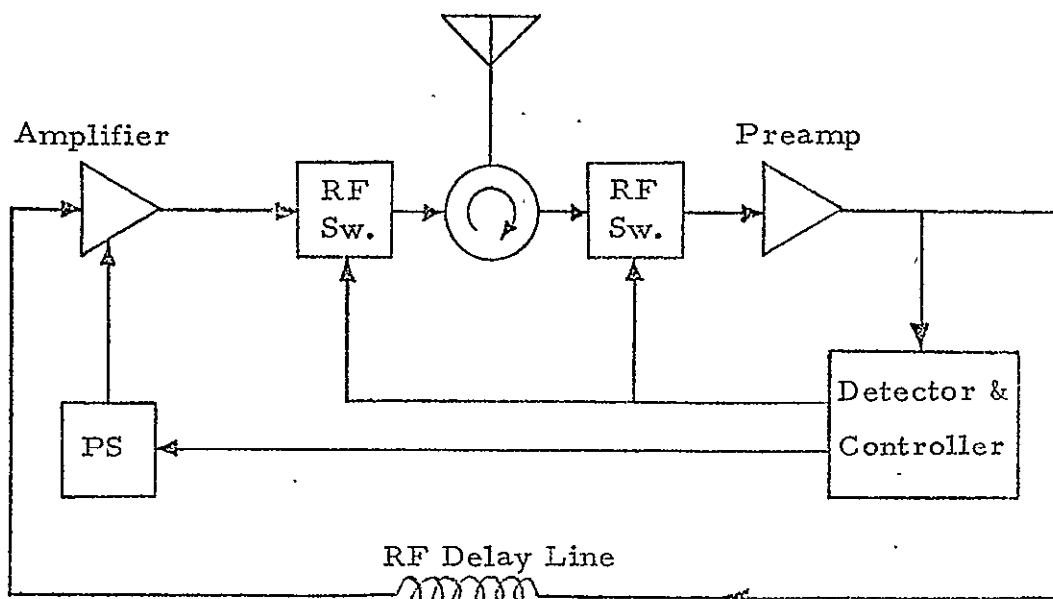 Amplifier
Preamp
RF
Sw.
RF
Sw.
Detector &
Controller
PS
RF Delay Line